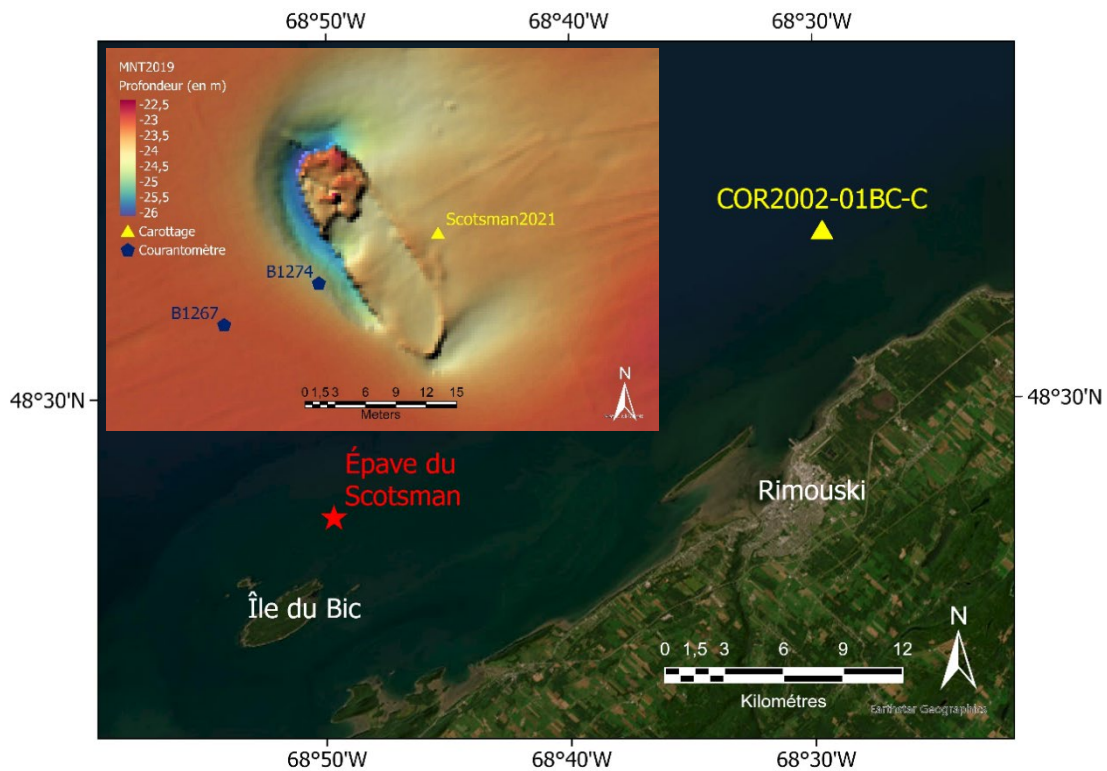 68°50'W 68°40'W 68°30'W
MNT2019
Profondeur (en m)
-22,5
-23
-23,5
-24
-24,5
-25
-25,5
-26
Carottage
Courantomètre
Scotsman2021
B1274
B1267
0 1,5 3 6 9 12 15
Meters
N
COR2002-01BC-C
48°30'N
48°30'N
Épave du
Scotsman
Rimouski
Île du Bic
N
0 1,5 3 6 9 12
Kilométres
Earthstar Geographics
68°50'W 68°40'W 68°30'W